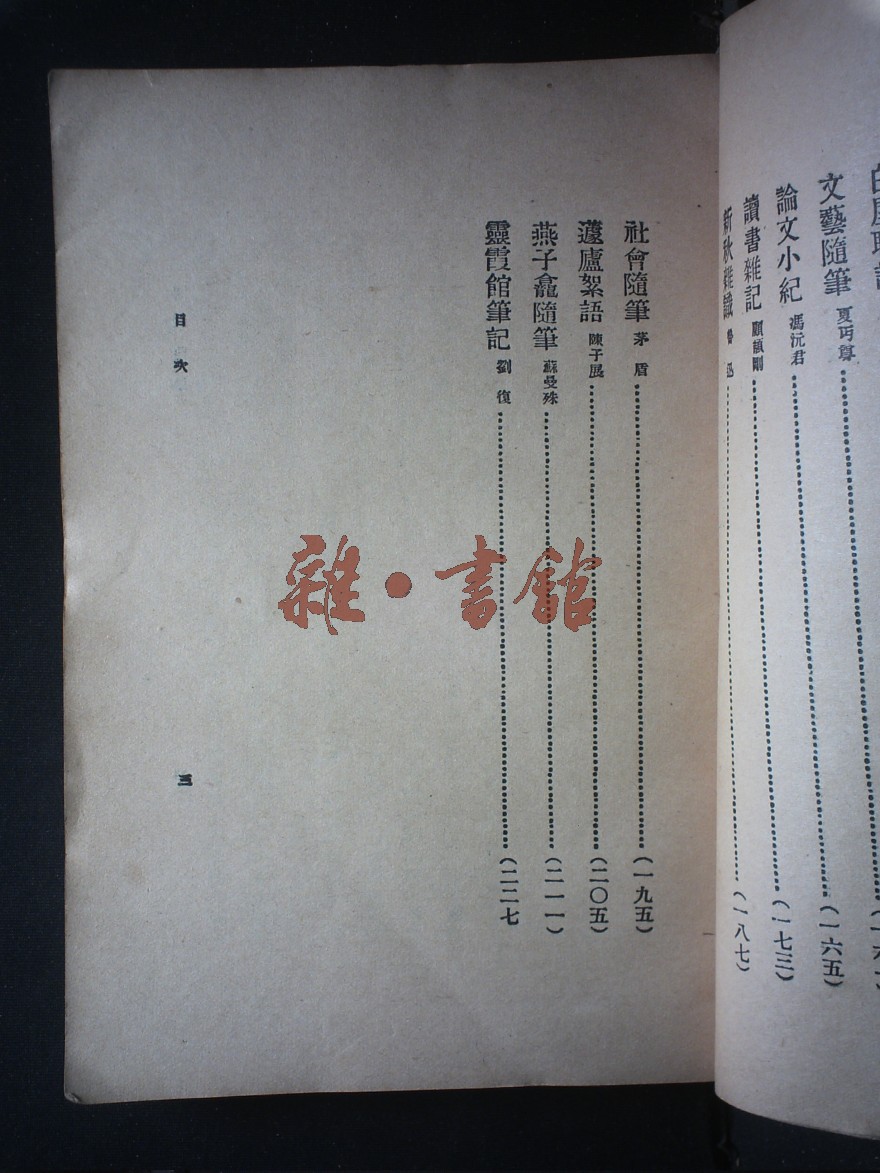 文藝隨筆 夏丏尊
論文小紀 馮沅君……(一六五)
讀書雜記 顧頡剛……(一七三)
新秋雜識 魯迅……(一八七)
社會隨筆 茅盾……(一九五)
蘧廬絮語 陳子展……(二〇五)
燕子龕隨筆 蘇曼殊……(二一一)
靈霞館筆記 劉復……(二二七
目次
三
雜•書館